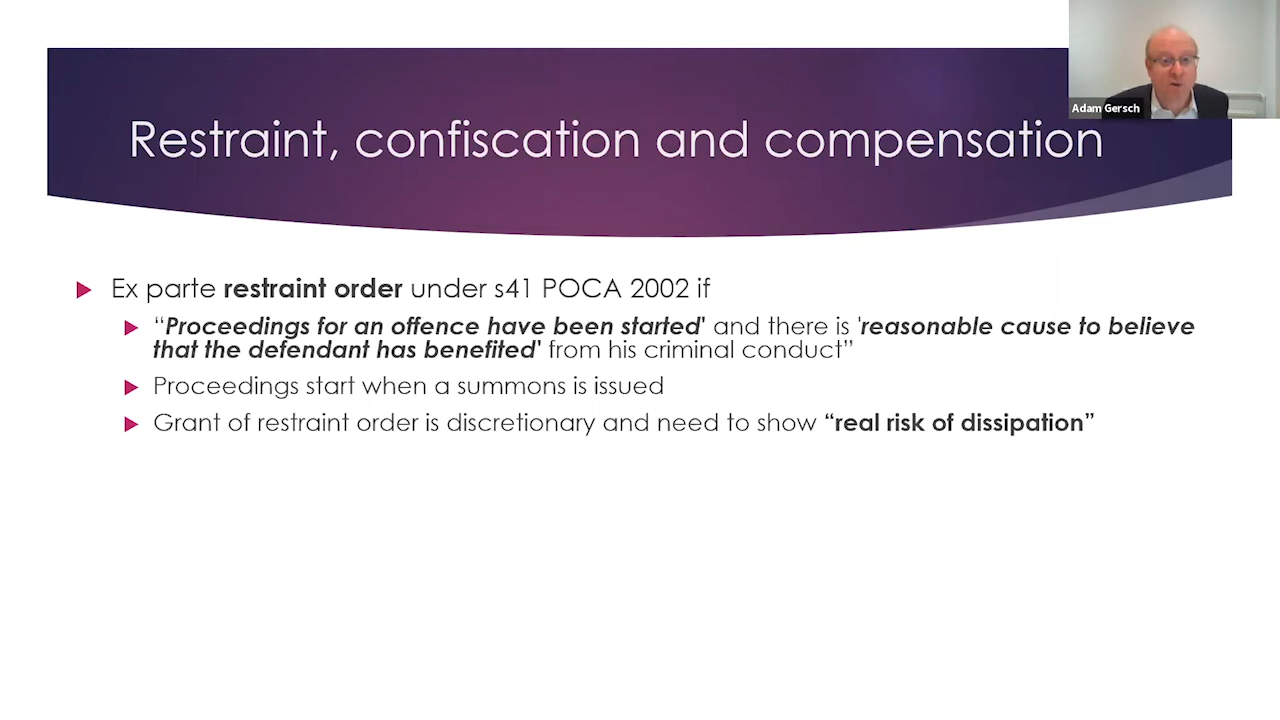 Adam Gersch
Restraint, confiscation and compensation
Ex parte restraint order under s41 POCA 2002 if
“Proceedings for an offence have been started' and there is 'reasonable cause to believe
that the defendant has benefited' from his criminal conduct”
Proceedings start when a summons is issued
Grant of restraint order is discretionary and need to show “real risk of dissipation”